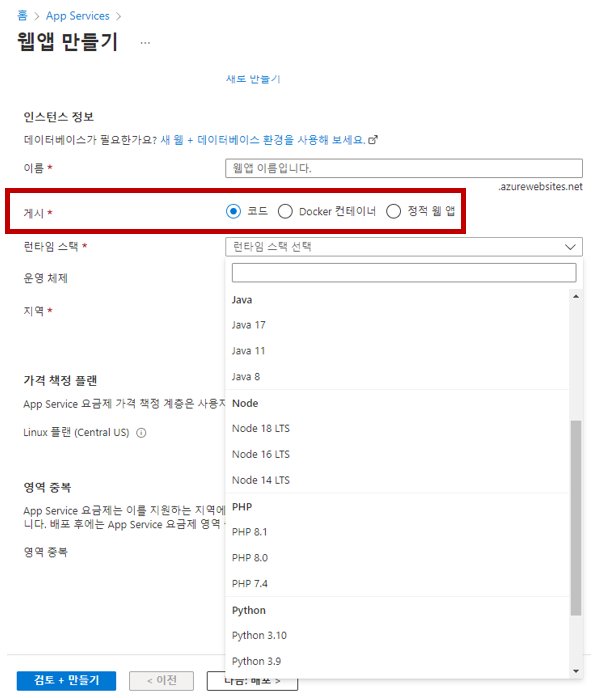 홈 > App Services >
웹앱 만들기 ...
새로 만들기
인스턴스 정보
데이터베이스가 필요한가요? 새 웹 + 데이터베이스 환경을 사용해 보세요.
이름 * 웹앱 이름입니다.
.azurewebsites.net
게시 * 코드 Docker 컨테이너 정적 웹 앱
런타임 스택 * 런타임 스택 선택
운영 체제
지역 *
Java
Java 17
Java 11
Java 8
가격 책정 플랜
App Service 요금제 가격 책정 계층은 사용자
Linux 플랜 (Central US)
Node
Node 18 LTS
Node 16 LTS
Node 14 LTS
영역 중복
App Service 요금제는 이를 지원하는 지역에
니다. 배포 후에는 App Service 요금제 영역
영역 중복
PHP
PHP 8.1
PHP 8.0
PHP 7.4
Python
Python 3.10
Python 3.9
검토 + 만들기 < 이전 다음: 배포 >